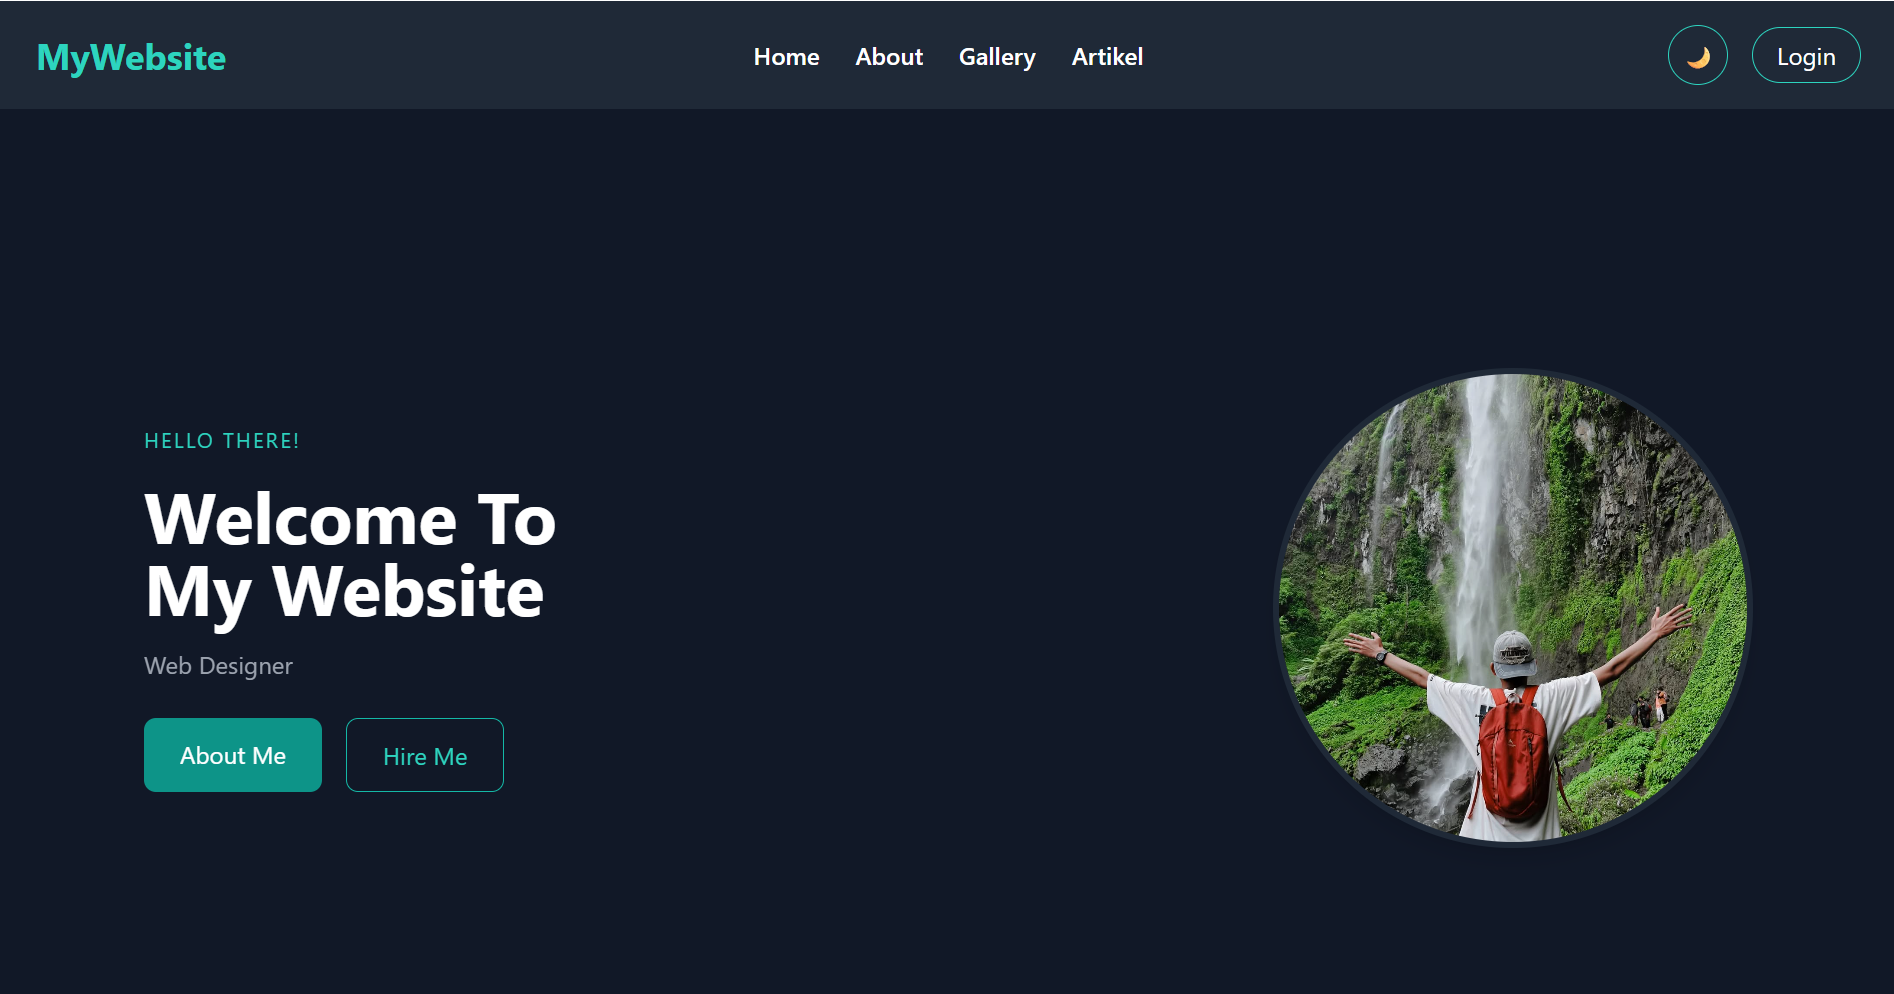 MyWebsite
Home About Gallery Artikel
Login
HELLO THERE!
Welcome To
My Website
Web Designer
About Me
Hire Me